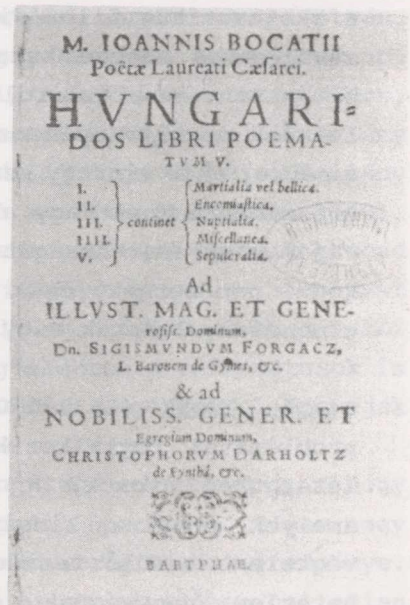 M. IOANNIS BOCATII
Poëtæ Laureati Cæsarei.
HVNGARI-
DOS LIBRI POEMA-
TVM V.
I. Martialia vel bellica.
II. Encomiastica.
III. continet Nuptialia.
IIII. Miscellanea.
V. Sepulcralia.
Ad
ILLVST. MAG. ET GENE-
rosiss. Dominum,
Dn. SIGISMVNDVM FORGACZ,
L. Baronem de Gymes, &c.
& ad
NOBILISS. GENER. ET
Egregium Dominum,
CHRISTOPHORVM DARHOLTZ
de &c.
BARTPHAE,